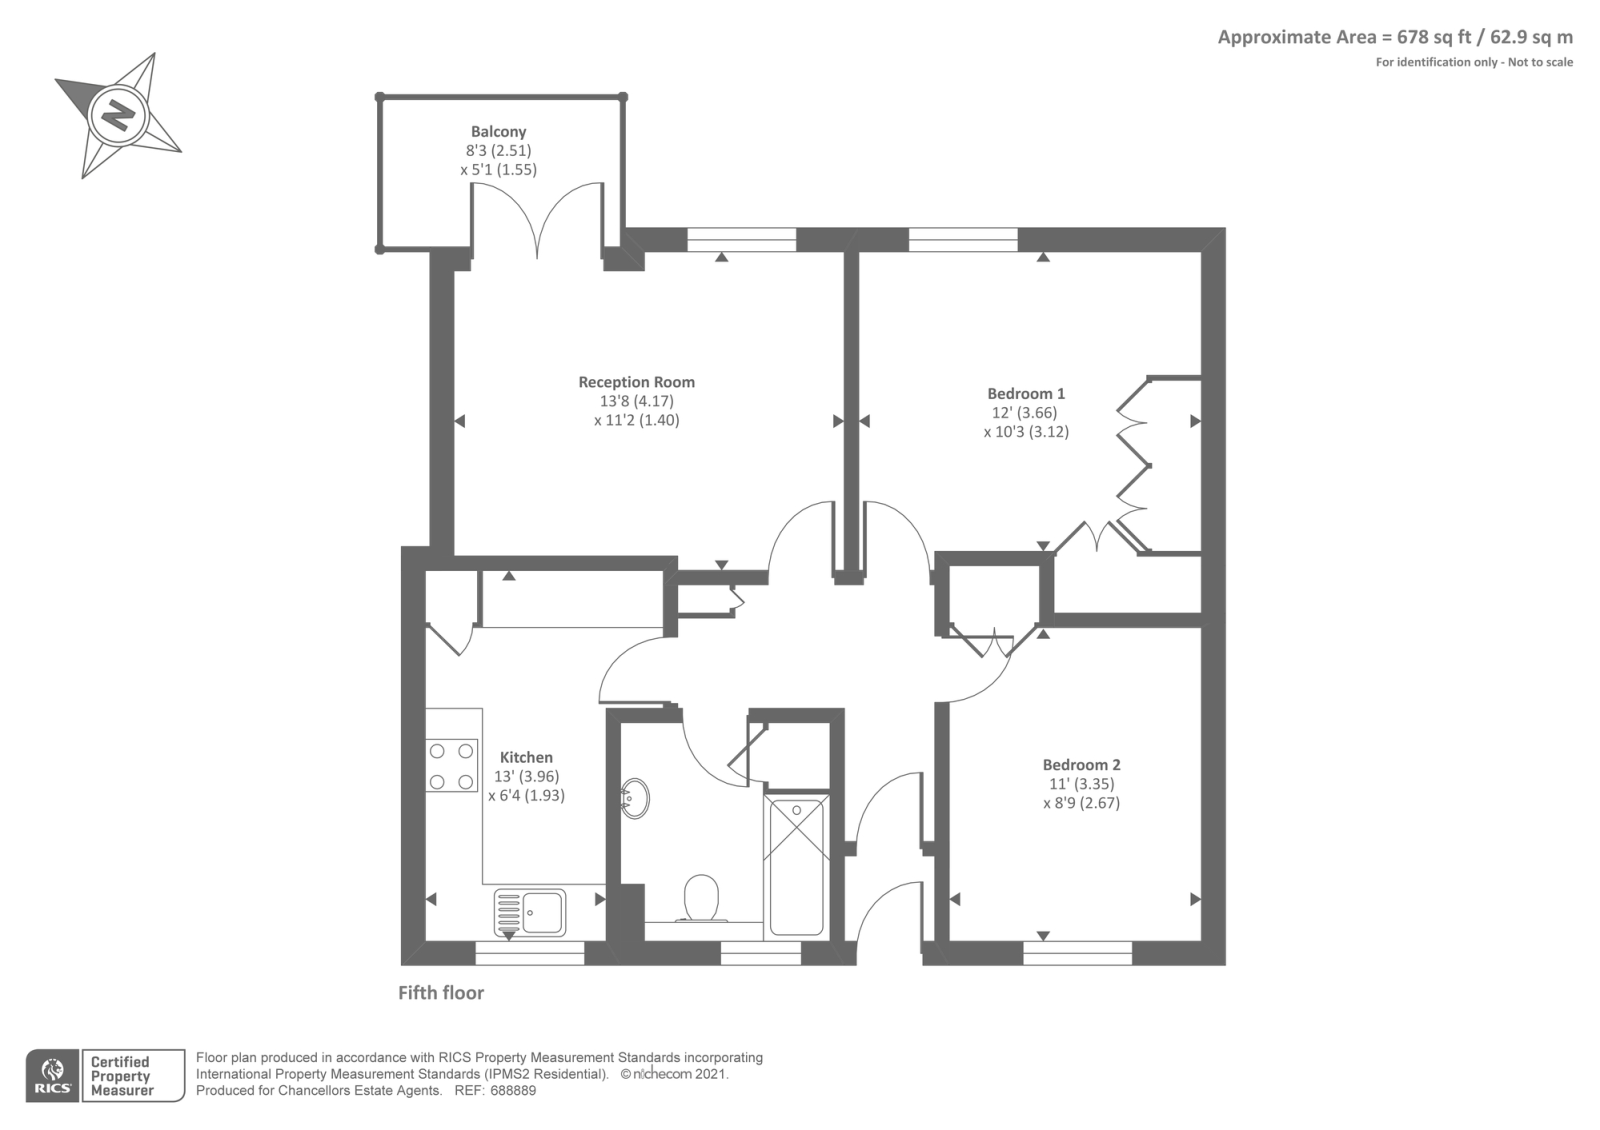 Approximate Area = 678 sq ft / 62.9 sq m
For identification only - Not to scale
N
Balcony
8'3 (2.51)
x 5'1 (1.55)
Reception Room
13'8 (4.17)
x 11'2 (1.40)
Bedroom 1
12' (3.66)
x 10'3 (3.12)
Kitchen
13' (3.96)
x 6'4 (1.93)
Bedroom 2
11' (3.35)
x 8'9 (2.67)
Fifth floor
RICS
Certified
Property
Measurer
Floor plan produced in accordance with RICS Property Measurement Standards incorporating
International Property Measurement Standards (IPMS2 Residential). © nichecom 2021.
Produced for Chancellors Estate Agents. REF: 688889